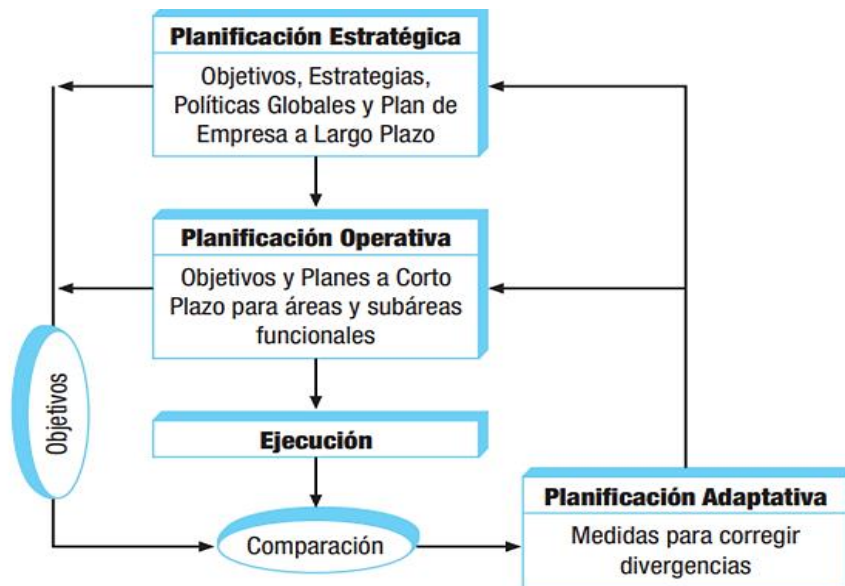 Planificación Estratégica
Objetivos, Estrategias,
Políticas Globales y Plan de
Empresa a Largo Plazo
Planificación Operativa
Objetivos y Planes a Corto
Plazo para áreas y subáreas
funcionales
Objetivos
Ejecución
Comparación
Planificación Adaptativa
Medidas para corregir
divergencias